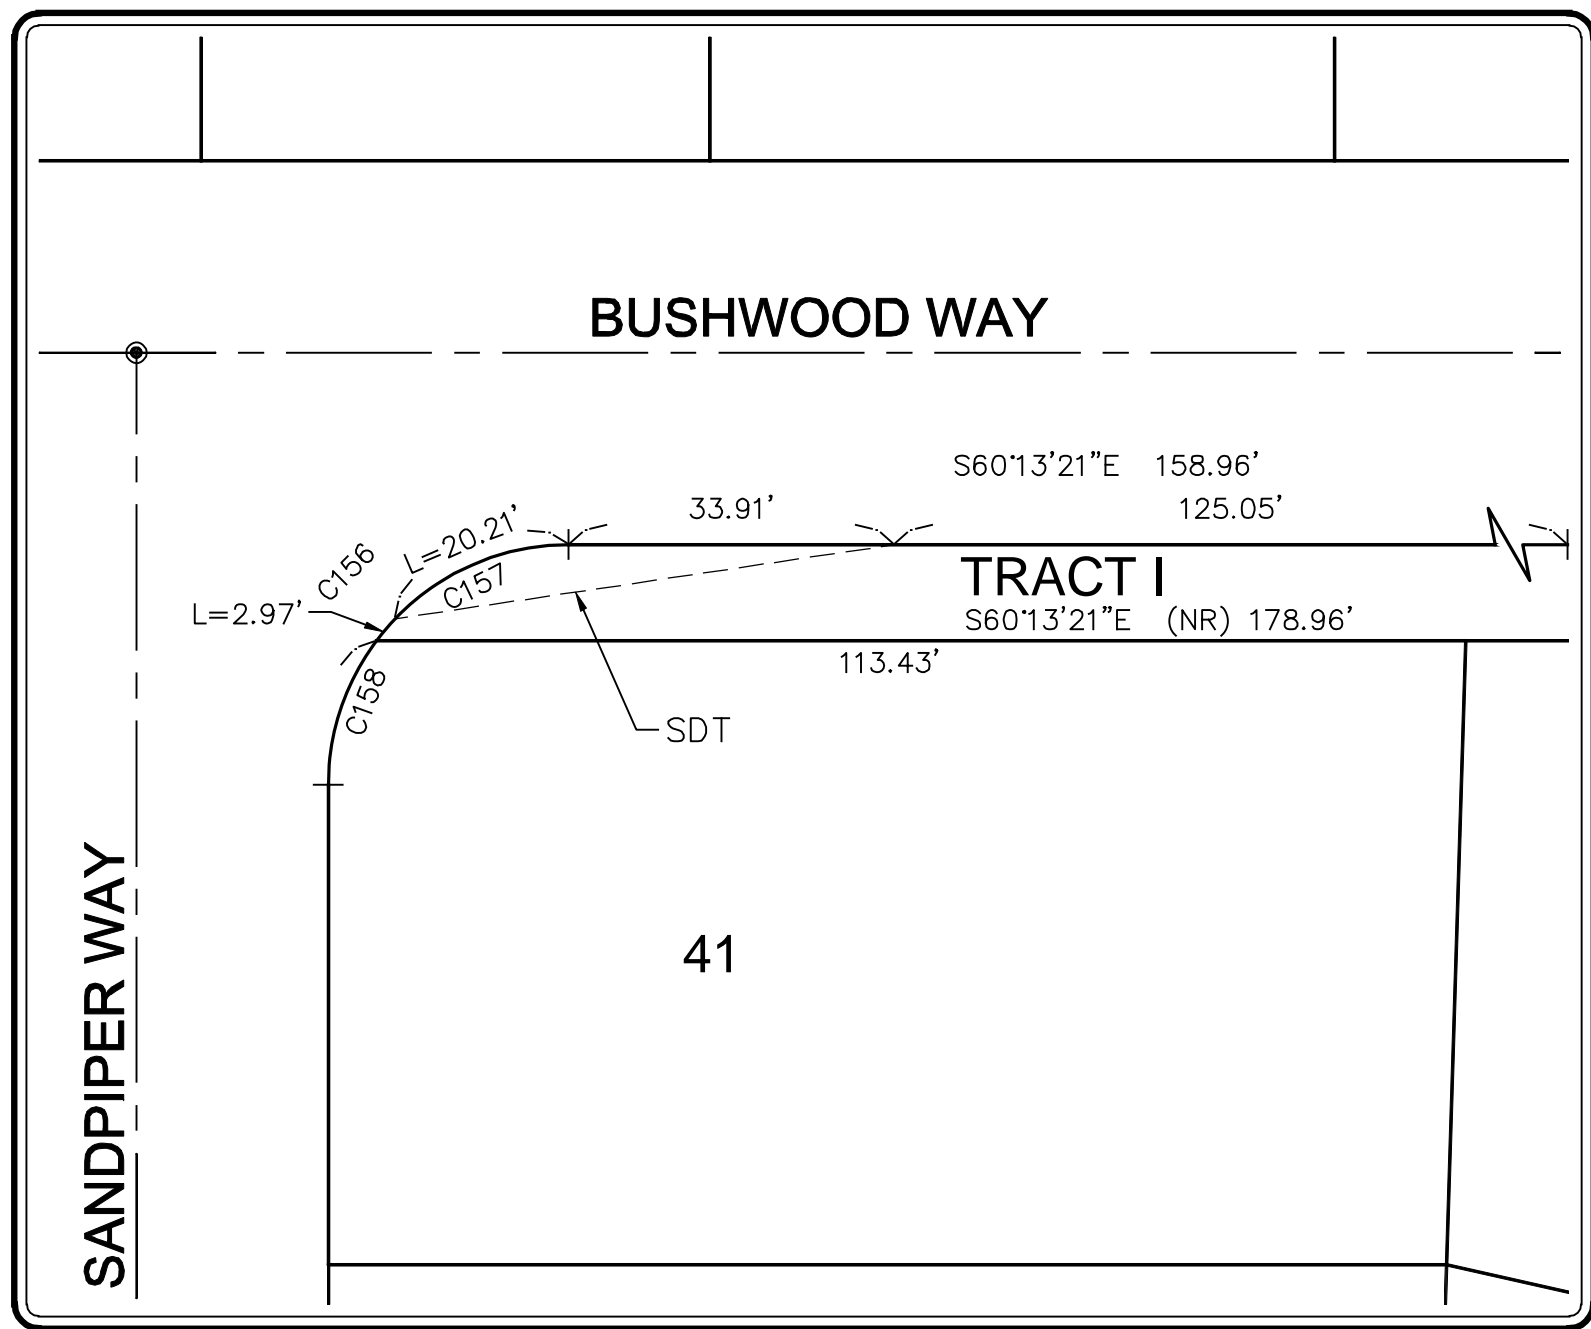 BUSHWOOD WAY
S60°13'21"E 158.96'
33.91'
125.05'
L=20.21'
C156
C157
L=2.97'
TRACT I
S60°13'21"E (NR) 178.96'
113.43'
C158
SDT
41
SANDPIPER WAY